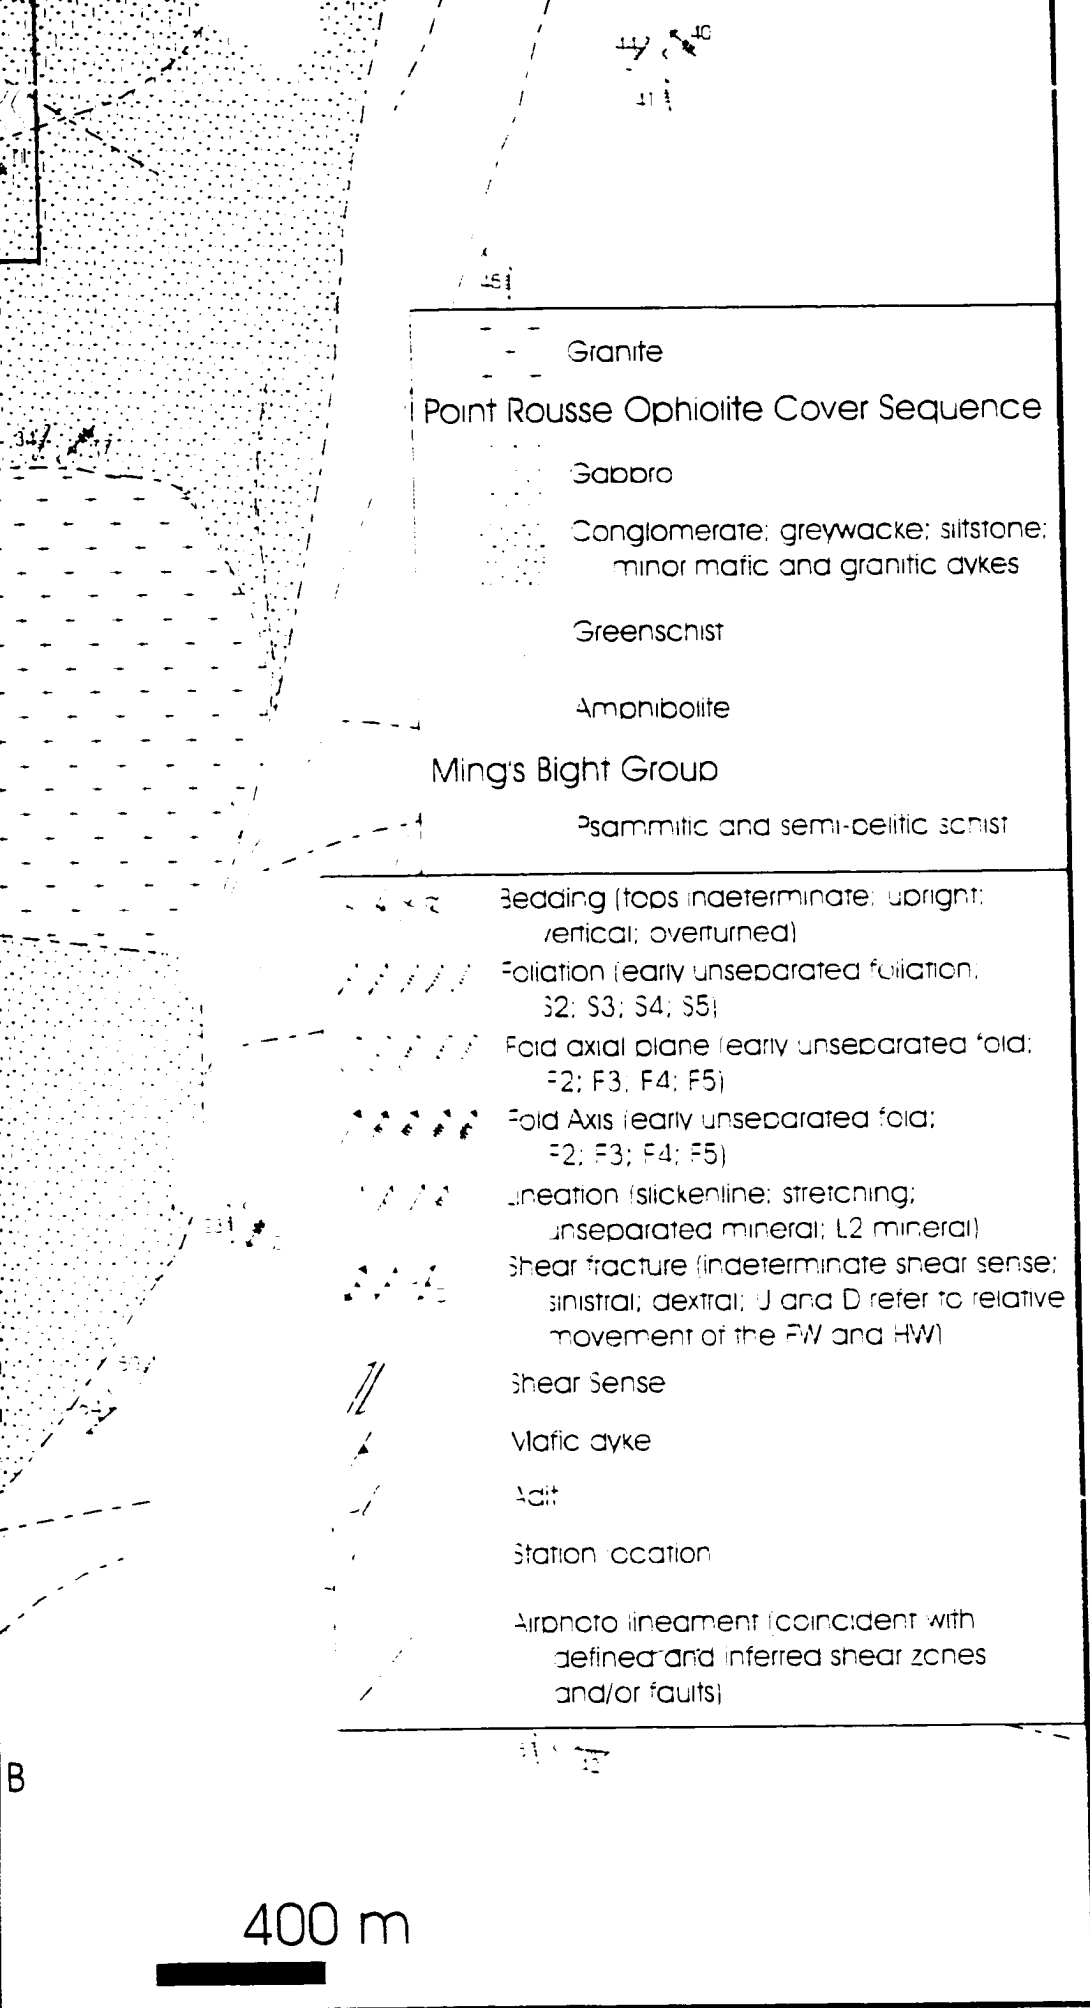 44
46
41
45
Granite
Point Rousse Ophiolite Cover Sequence
34
Gabbro
Conglomerate; greywacke; siltstone;
minor mafic and granitic dykes
Greenschist
Amphibolite
Ming's Bight Group
Psammitic and semi-pelitic schist
Bedding (tops indeterminate; upright;
vertical; overturned)
Foliation (early unseparated foliation;
S2; S3; S4; S5)
Fold axial plane (early unseparated fold;
F2; F3; F4; F5)
Fold Axis (early unseparated fold;
F2; F3; F4; F5)
Lineation (slickenline; stretching;
unseparated mineral; L2 mineral)
Shear fracture (indeterminate shear sense;
sinistral; dextral; U and D refer to relative
movement of the FW and HW)
Shear Sense
Mafic dyke
Adit
Station location
Airphoto lineament (coincident with
defined and inferred shear zones
and/or faults)
B
400 m